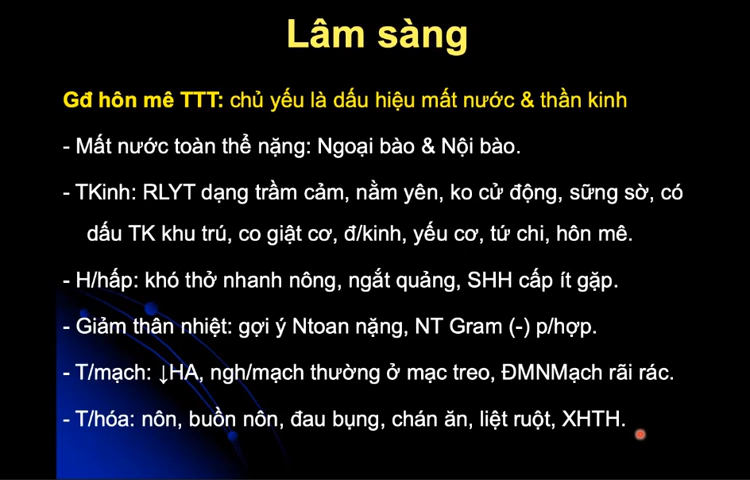 Lâm sàng
Gđ hôn mê TTT: chủ yếu là dấu hiệu mất nước & thần kinh
- Mất nước toàn thể nặng: Ngoại bào & Nội bào.
- TKinh: RLYT dạng trầm cảm, nằm yên, ko cử động, sững sờ, có
dấu TK khu trú, co giật cơ, đ/kinh, yếu cơ, tứ chi, hôn mê.
- H/hấp: khó thở nhanh nông, ngắt quảng, SHH cấp ít gặp.
- Giảm thân nhiệt: gợi ý Ntoan nặng, NT Gram (-) p/hợp.
- T/mạch: ↓HA, ngh/mạch thường ở mạc treo, ĐMNMạch rãi rác.
- T/hóa: nôn, buồn nôn, đau bụng, chán ăn, liệt ruột, XHTH.